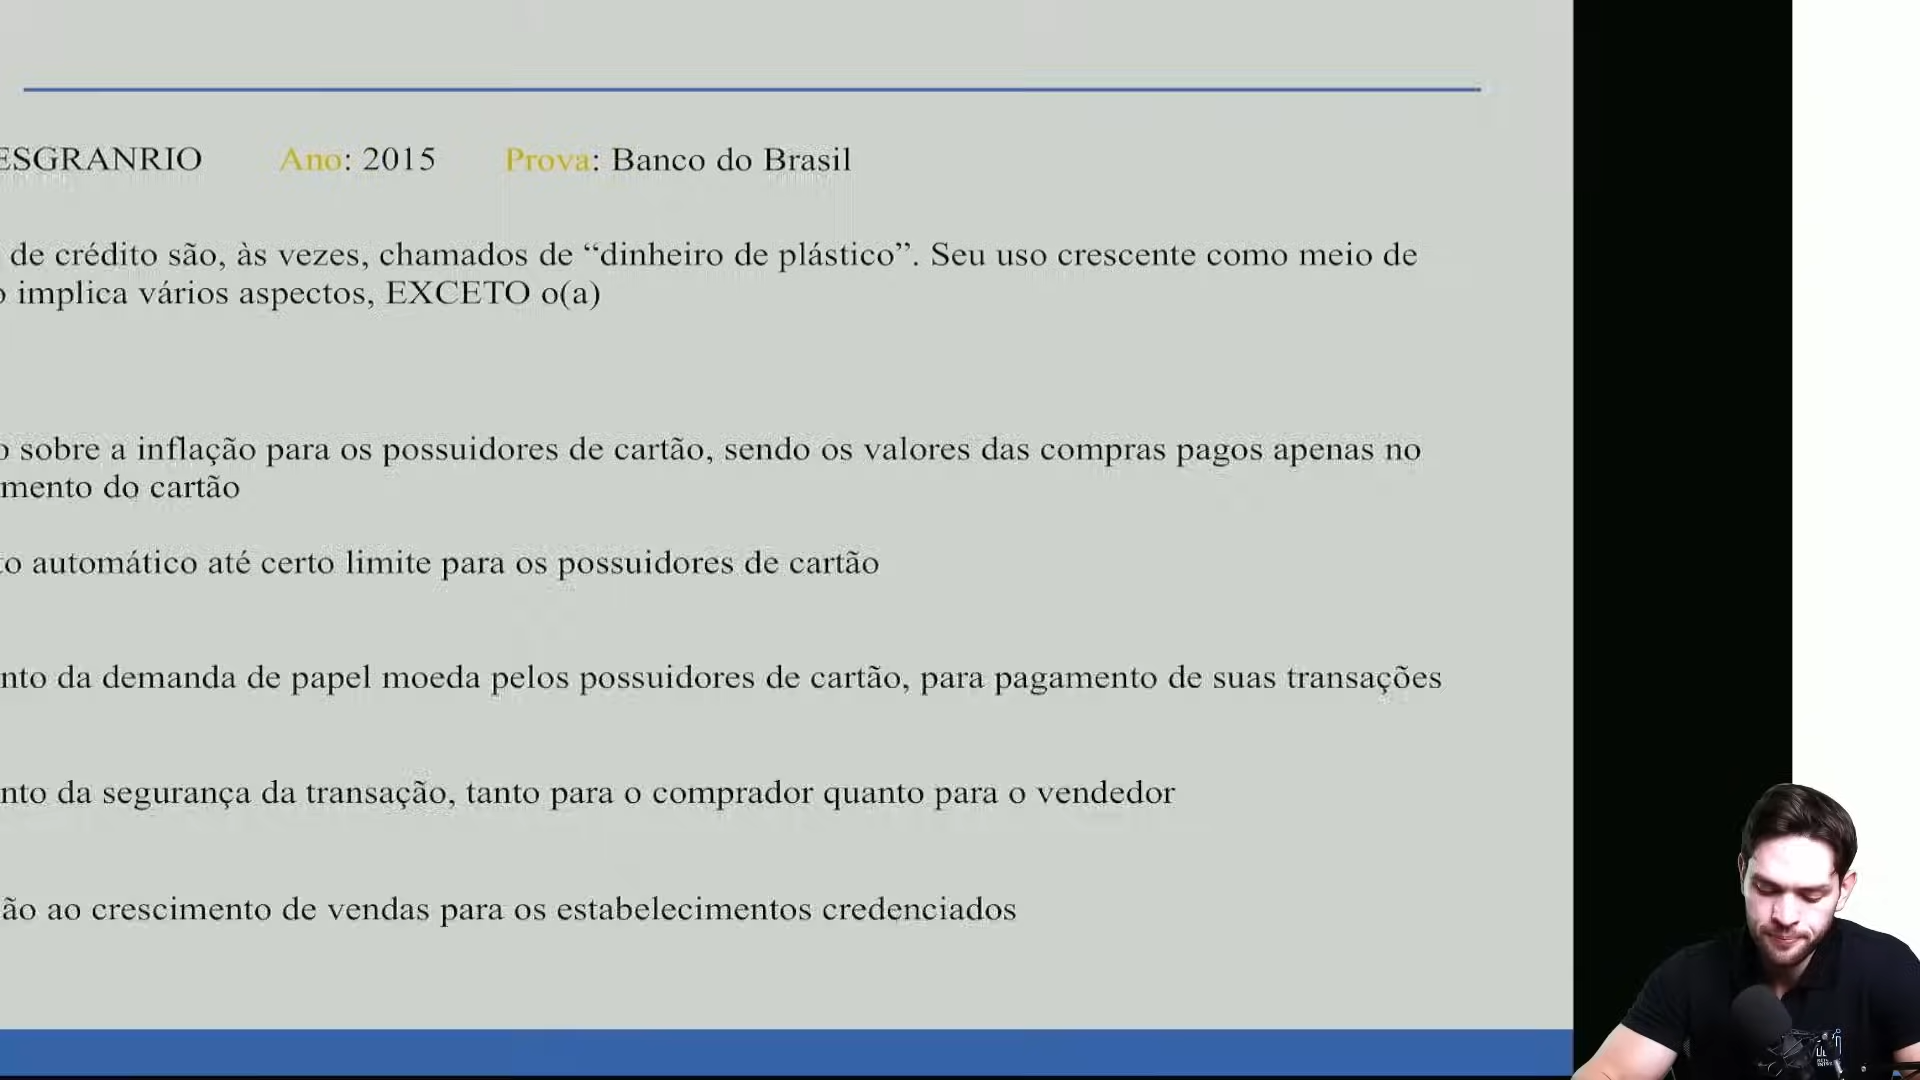 ESGRANRIO Ano: 2015 Prova: Banco do Brasil
de crédito são, às vezes, chamados de “dinheiro de plástico”. Seu uso crescente como meio de
o implica vários aspectos, EXCETO o(a)
o sobre a inflação para os possuidores de cartão, sendo os valores das compras pagos apenas no
mento do cartão
to automático até certo limite para os possuidores de cartão
nto da demanda de papel moeda pelos possuidores de cartão, para pagamento de suas transações
nto da segurança da transação, tanto para o comprador quanto para o vendedor
ão ao crescimento de vendas para os estabelecimentos credenciados